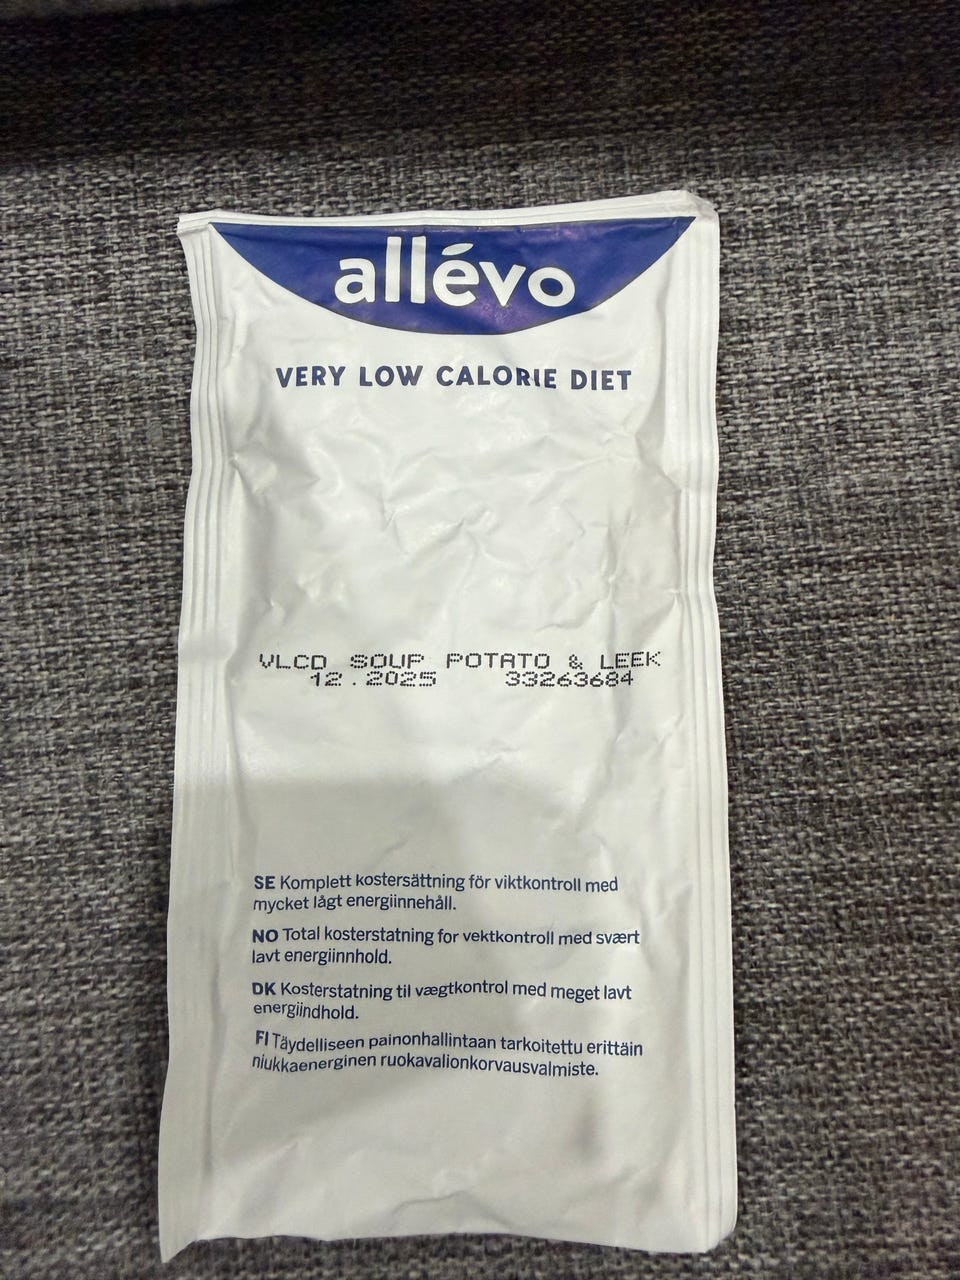 allévo
VERY LOW CALORIE DIET
VLCD SOUP POTATO & LEEK
12.2025 33263684
SE Komplett kostersättning för viktkontroll med
mycket lågt energiinnehåll.
NO Total kosterstatning for vektkontroll med svært
lavt energiinnhold.
DK Kosterstatning til vægtkontrol med meget lavt
energiindhold.
FI Täydelliseen painonhallintaan tarkoitettu erittäin
niukkaenerginen ruokavalionkorvausvalmiste.